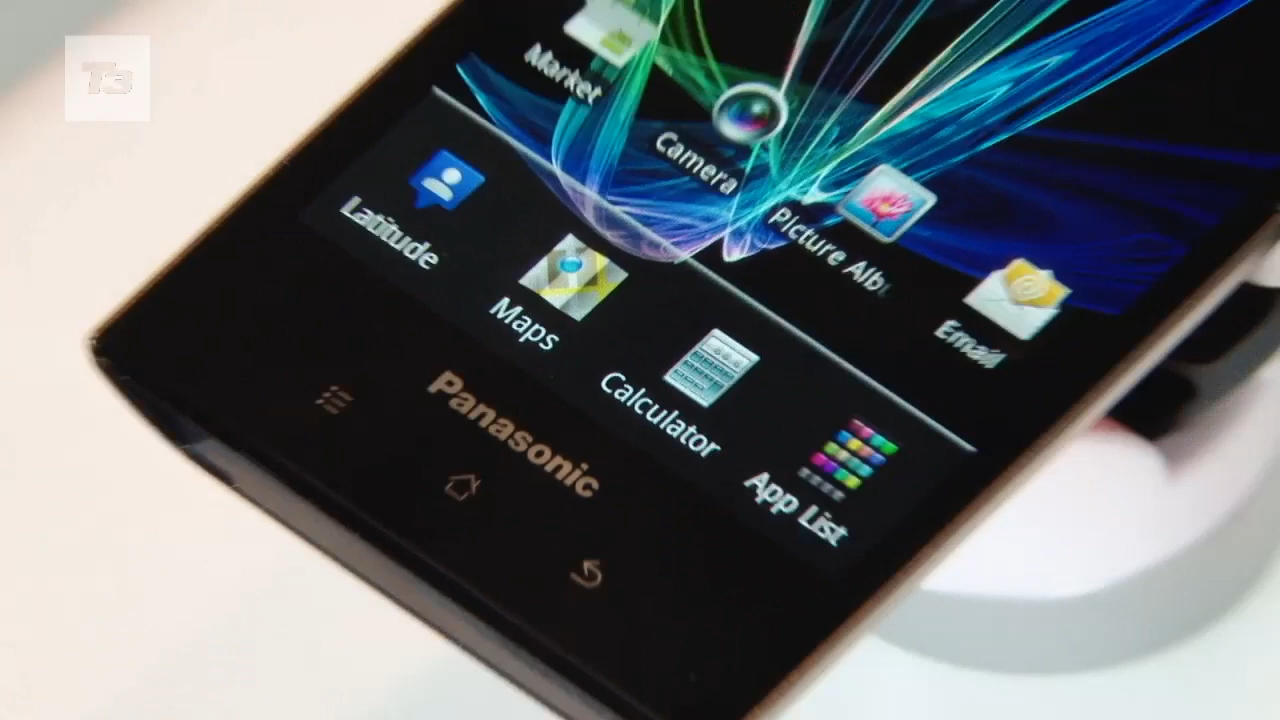 T3
Market
Camera
Picture Alb
Email
Latitude
Maps
Calculator
App List
Panasonic